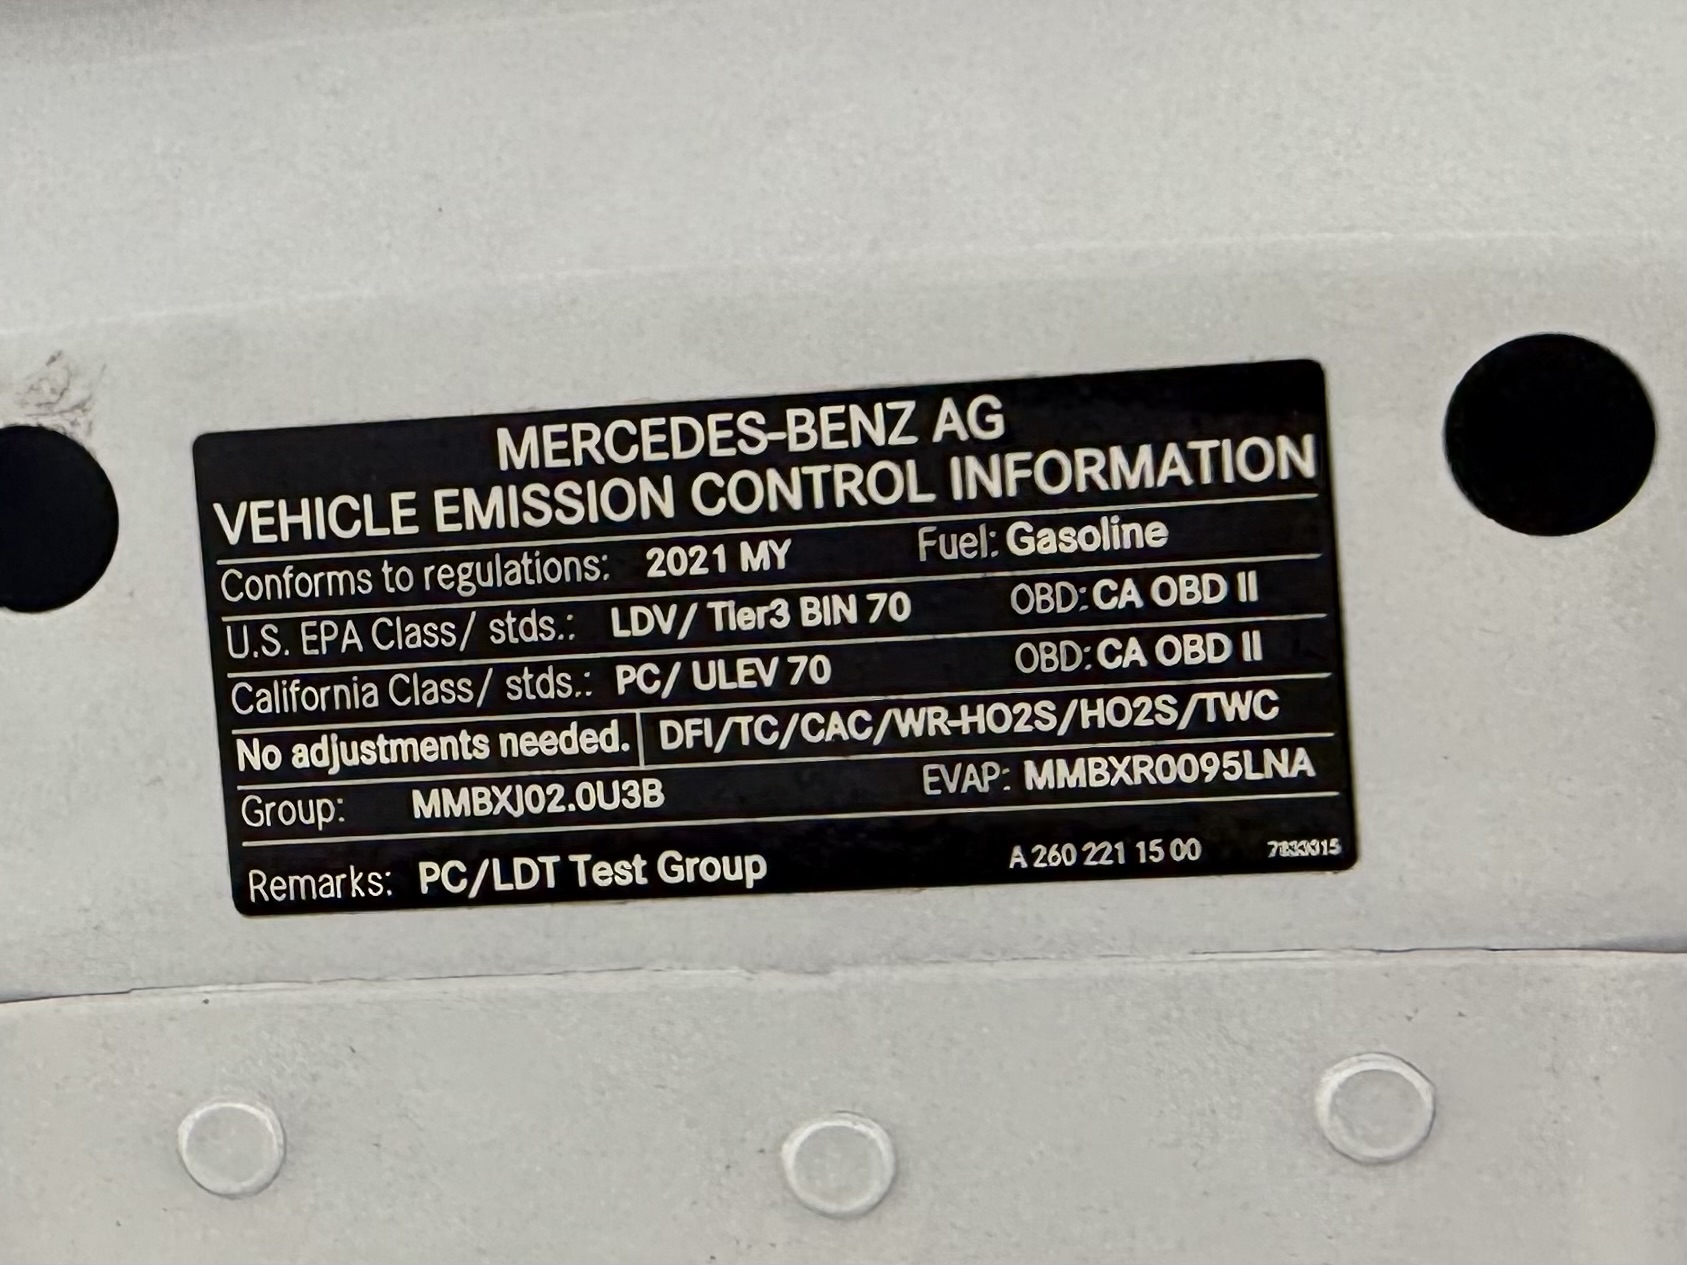 MERCEDES-BENZ AG
VEHICLE EMISSION CONTROL INFORMATION
Conforms to regulations: 2021 MY Fuel: Gasoline
U.S. EPA Class/ stds.: LDV/ Tier3 BIN 70 OBD: CA OBD II
California Class/ stds.: PC/ ULEV 70 OBD: CA OBD II
No adjustments needed. DFI/TC/CAC/WR-HO2S/HO2S/TWC
Group: MMBXJ02.0U3B EVAP: MMBXR0095LNA
Remarks: PC/LDT Test Group A 260 221 15 00